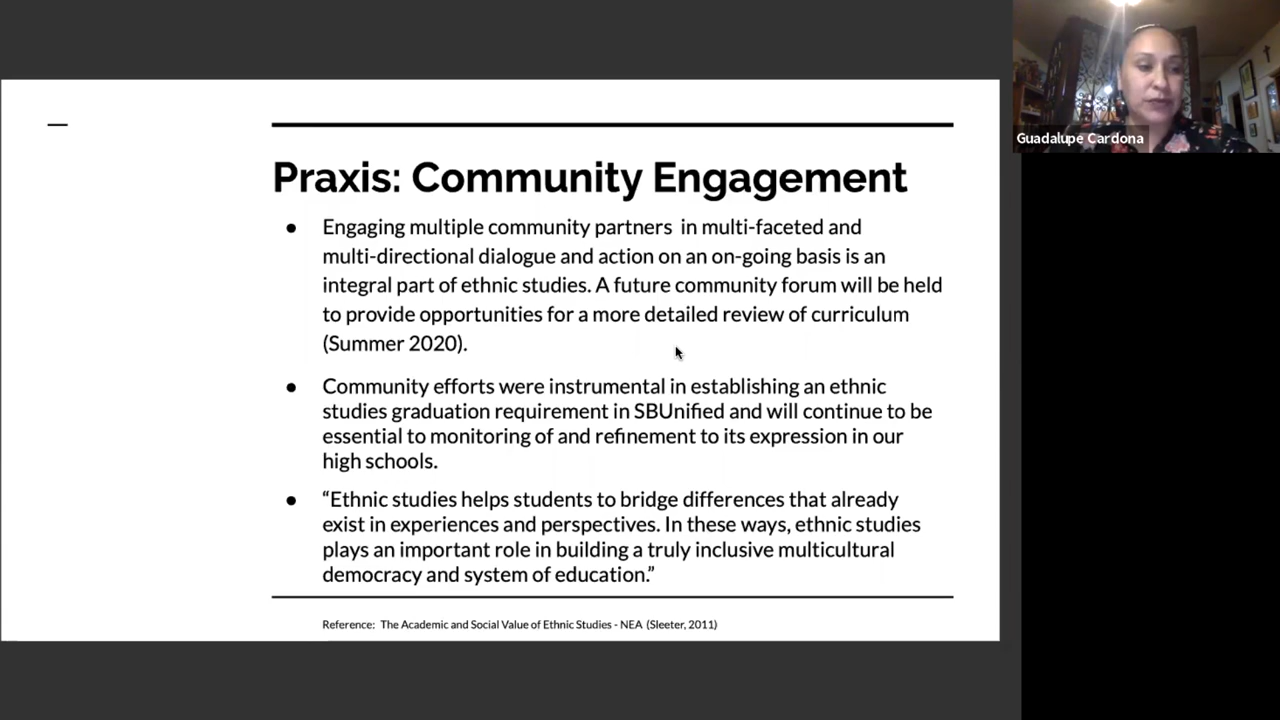 Praxis: Community Engagement
● Engaging multiple community partners in multi-faceted and
multi-directional dialogue and action on an on-going basis is an
integral part of ethnic studies. A future community forum will be held
to provide opportunities for a more detailed review of curriculum
(Summer 2020).
● Community efforts were instrumental in establishing an ethnic
studies graduation requirement in SBUnified and will continue to be
essential to monitoring of and refinement to its expression in our
high schools.
● “Ethnic studies helps students to bridge differences that already
exist in experiences and perspectives. In these ways, ethnic studies
plays an important role in building a truly inclusive multicultural
democracy and system of education.”
Reference: The Academic and Social Value of Ethnic Studies - NEA (Sleeter, 2011)
Guadalupe Cardona